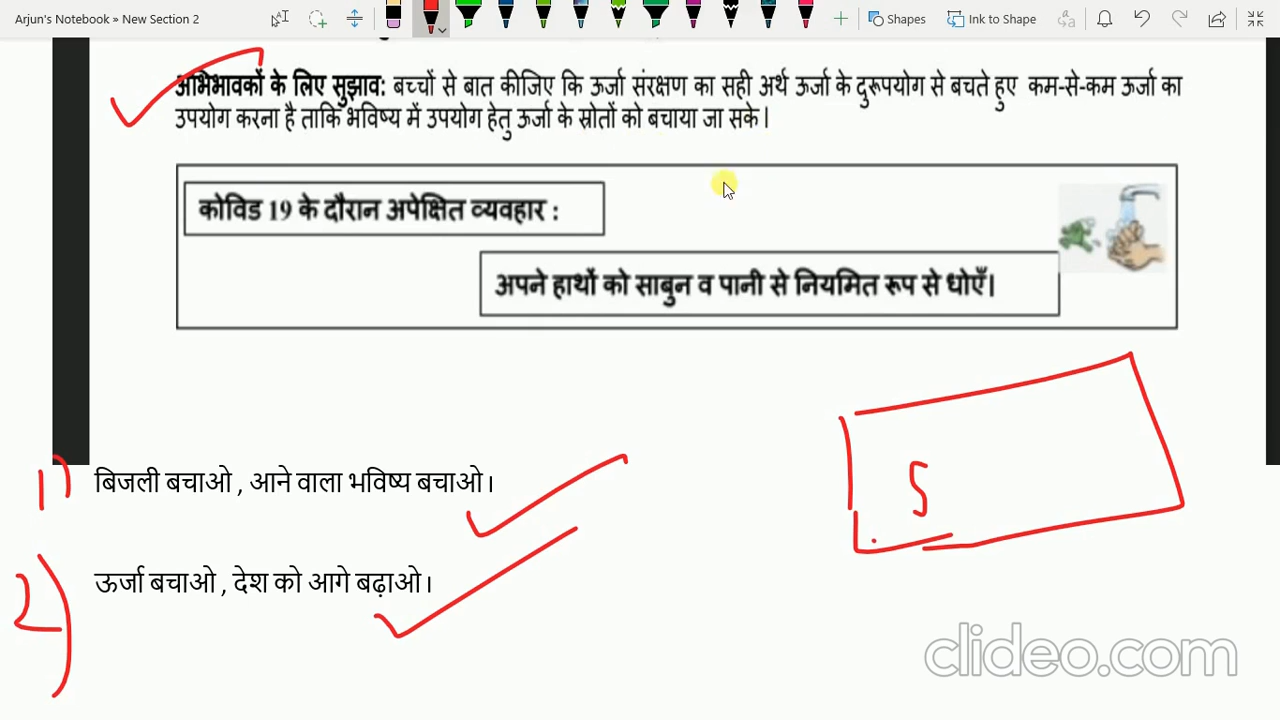 Arjun's Notebook » New Section 2
Shapes
Ink to Shape
अभिभावकों के लिए सुझाव: बच्चों से बात कीजिए कि ऊर्जा संरक्षण का सही अर्थ ऊर्जा के दुरूपयोग से बचते हुए कम-से-कम ऊर्जा का
उपयोग करना है ताकि भविष्य में उपयोग हेतु ऊर्जा के स्रोतों को बचाया जा सके।
कोविड 19 के दौरान अपेक्षित व्यवहार :
अपने हाथों को साबुन व पानी से नियमित रूप से धोएँ।
S
1) बिजली बचाओ , आने वाला भविष्य बचाओ।
2) ऊर्जा बचाओ , देश को आगे बढ़ाओ।
clideo.com